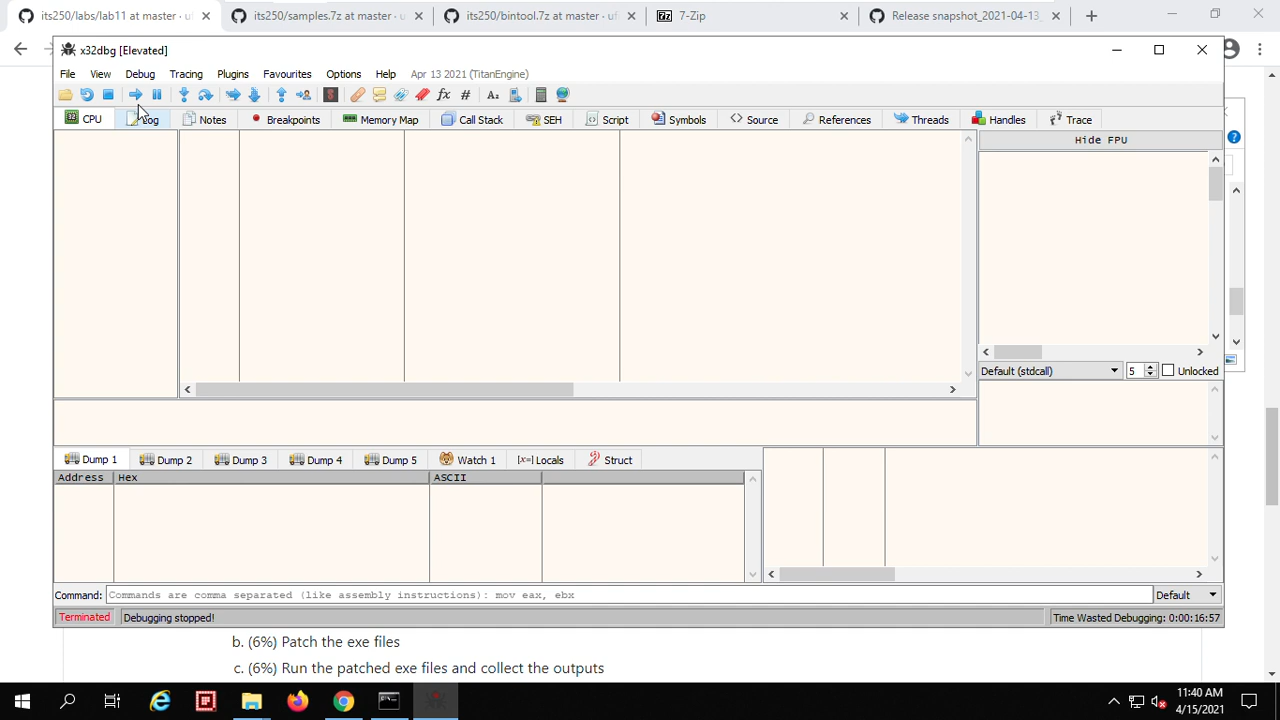 its250/labs/lab11 at master · u
its250/samples.7z at master · u
its250/bintool.7z at master · uf
7-Zip
Release snapshot_2021-04-13_
x32dbg [Elevated]
File View Debug Tracing Plugins Favourites Options Help Apr 13 2021 (TitanEngine)
CPU Log Notes Breakpoints Memory Map Call Stack SEH Script Symbols Source References Threads Handles Trace
Hide FPU
Default (stdcall) 5 Unlocked
Dump 1 Dump 2 Dump 3 Dump 4 Dump 5 Watch 1 [x=] Locals Struct
Address Hex ASCII
Command: Commands are comma separated (like assembly instructions): mov eax, ebx Default
Terminated Debugging stopped! Time Wasted Debugging: 0:00:16:57
b. (6%) Patch the exe files
c. (6%) Run the patched exe files and collect the outputs
11:40 AM
4/15/2021